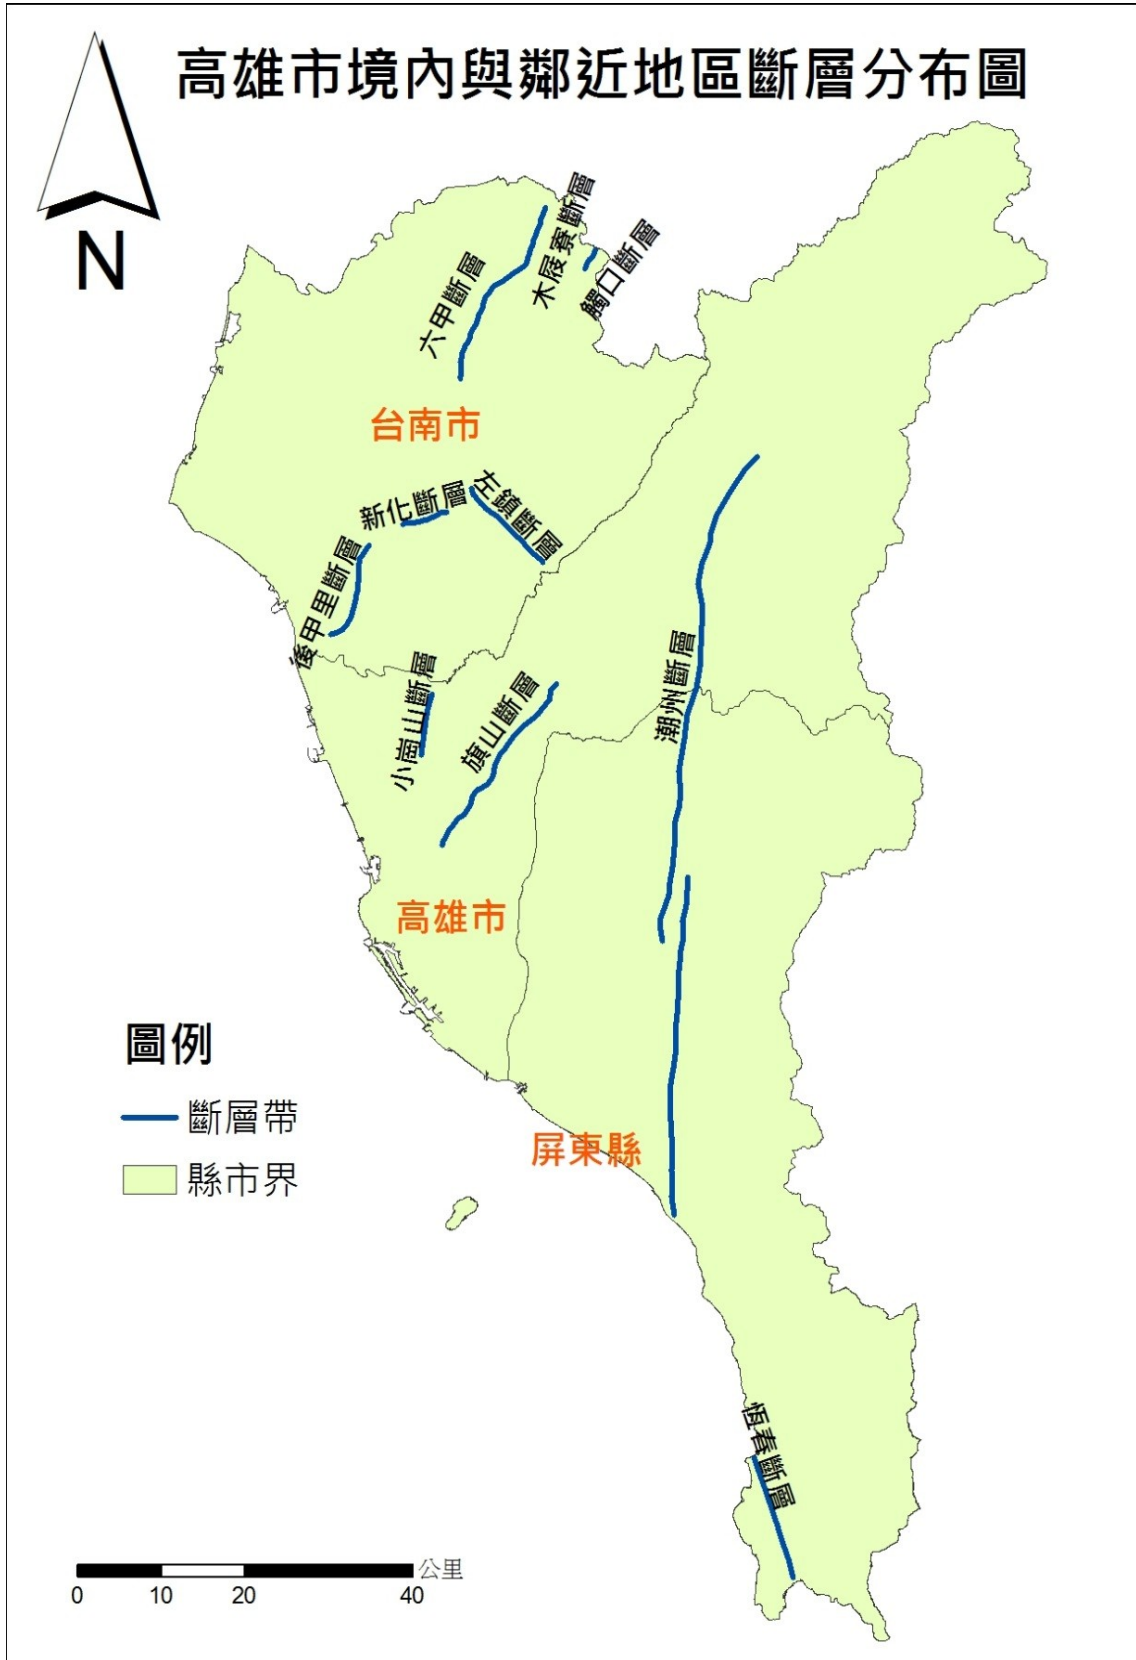 高雄市境內與鄰近地區斷層分布圖
N
木屐寮斷層
觸口斷層
六甲斷層
台南市
新化斷層
左鎮斷層
後甲里斷層
小崗山斷層
旗山斷層
潮州斷層
高雄市
圖例
斷層帶
屏東縣
縣市界
恆春斷層
公里
0 10 20 40